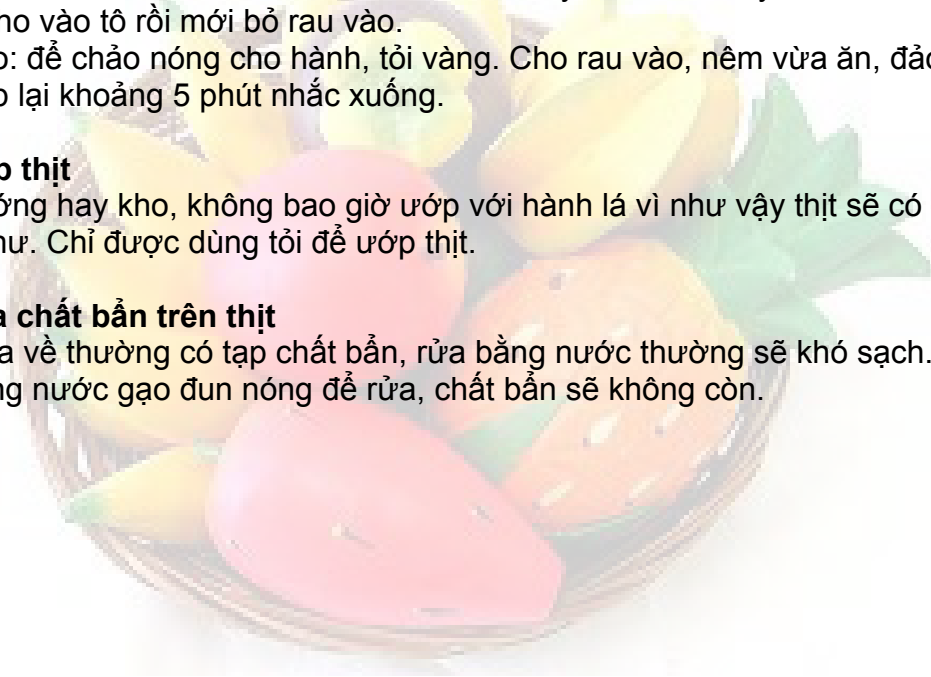 ho vào tô rồi mới bỏ rau vào.
o: để chảo nóng cho hành, tỏi vàng. Cho rau vào, nêm vừa ăn, đảo
o lại khoảng 5 phút nhắc xuống.
p thịt
ớng hay kho, không bao giờ ướp với hành lá vì như vậy thịt sẽ có
hư. Chỉ được dùng tỏi để ướp thịt.
a chất bẩn trên thịt
a về thường có tạp chất bẩn, rửa bằng nước thường sẽ khó sạch.
ng nước gạo đun nóng để rửa, chất bẩn sẽ không còn.